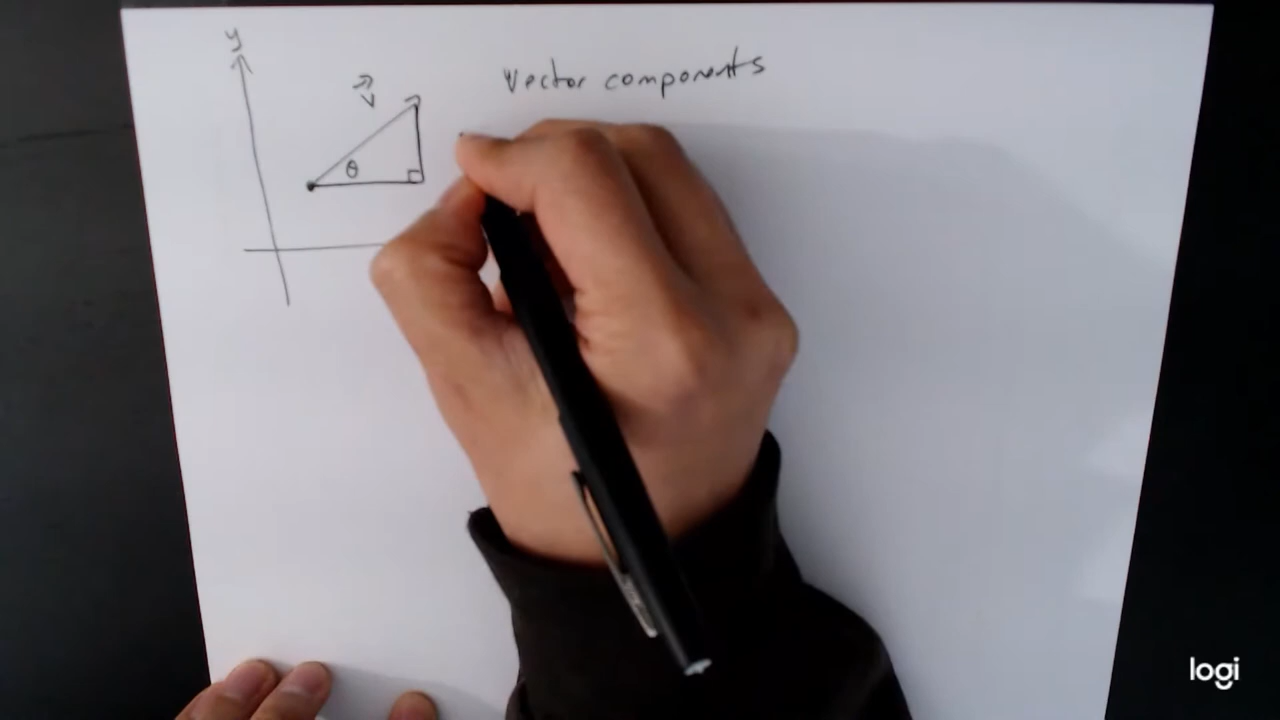 y
Vector components
v⃗
θ
logi